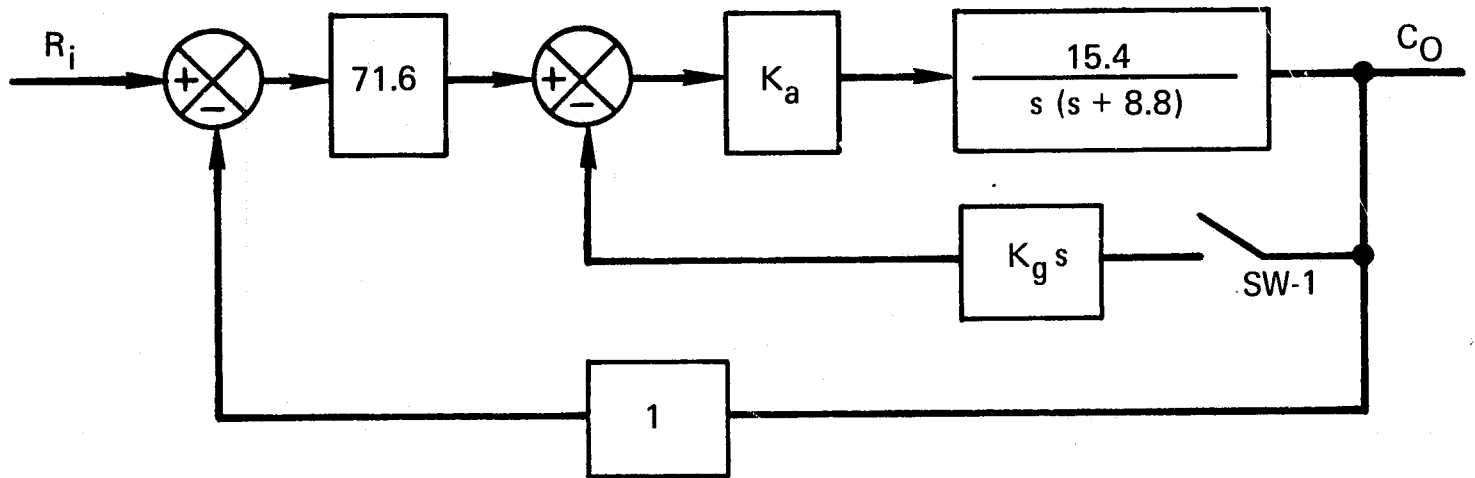 R_i
+
−
71.6
+
−
K_a
15.4
s (s + 8.8)
C_O
K_g s
SW-1
1